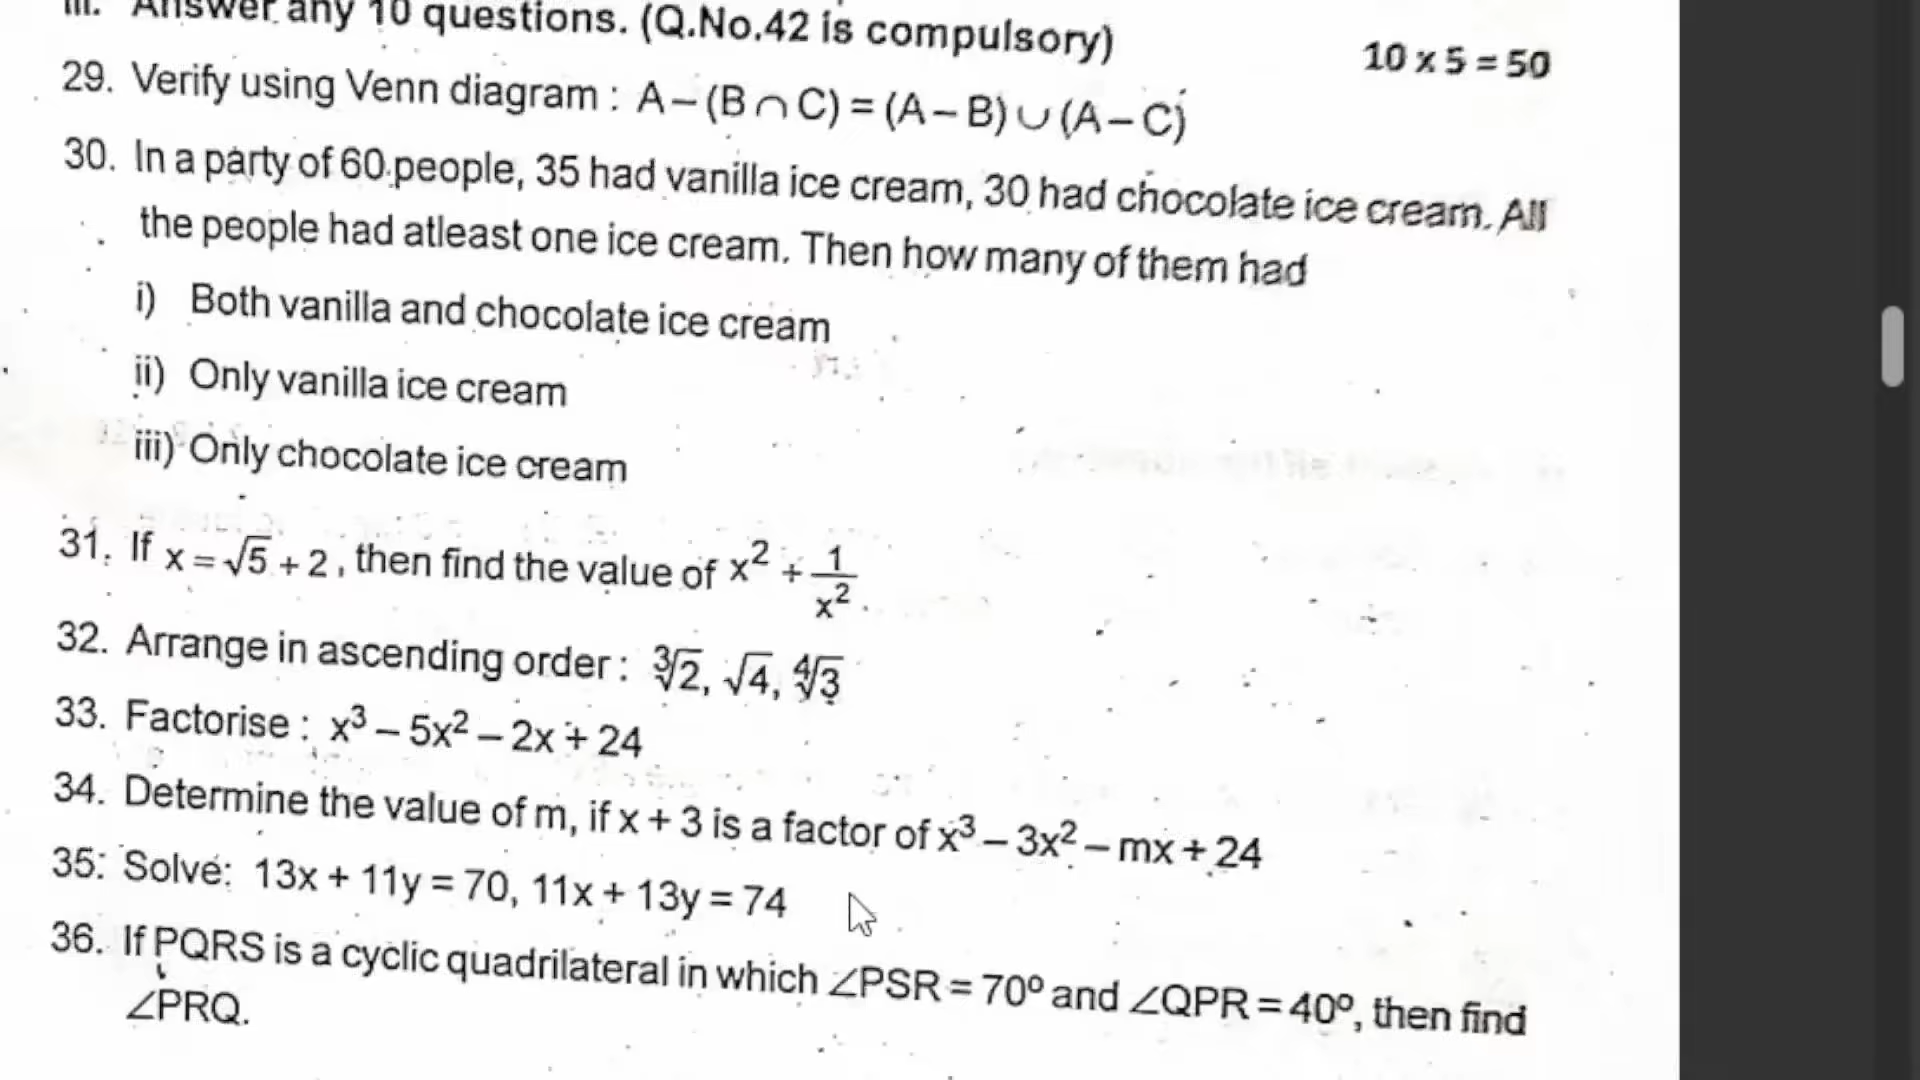 III. Answer any 10 questions. (Q.No.42 is compulsory)
10 x 5 = 50
29. Verify using Venn diagram : A – (B ∩ C) = (A – B) ∪ (A – C)
30. In a party of 60 people, 35 had vanilla ice cream, 30 had chocolate ice cream. All
the people had atleast one ice cream. Then how many of them had
i) Both vanilla and chocolate ice cream
ii) Only vanilla ice cream
iii) Only chocolate ice cream
31. If x = √5 + 2, then find the value of x² + 1/x².
32. Arrange in ascending order : ∛2, √4, ∜3
33. Factorise : x³ – 5x² – 2x + 24
34. Determine the value of m, if x + 3 is a factor of x³ – 3x² – mx + 24
35. Solve: 13x + 11y = 70, 11x + 13y = 74
36. If PQRS is a cyclic quadrilateral in which ∠PSR = 70º and ∠QPR = 40º, then find
∠PRQ.